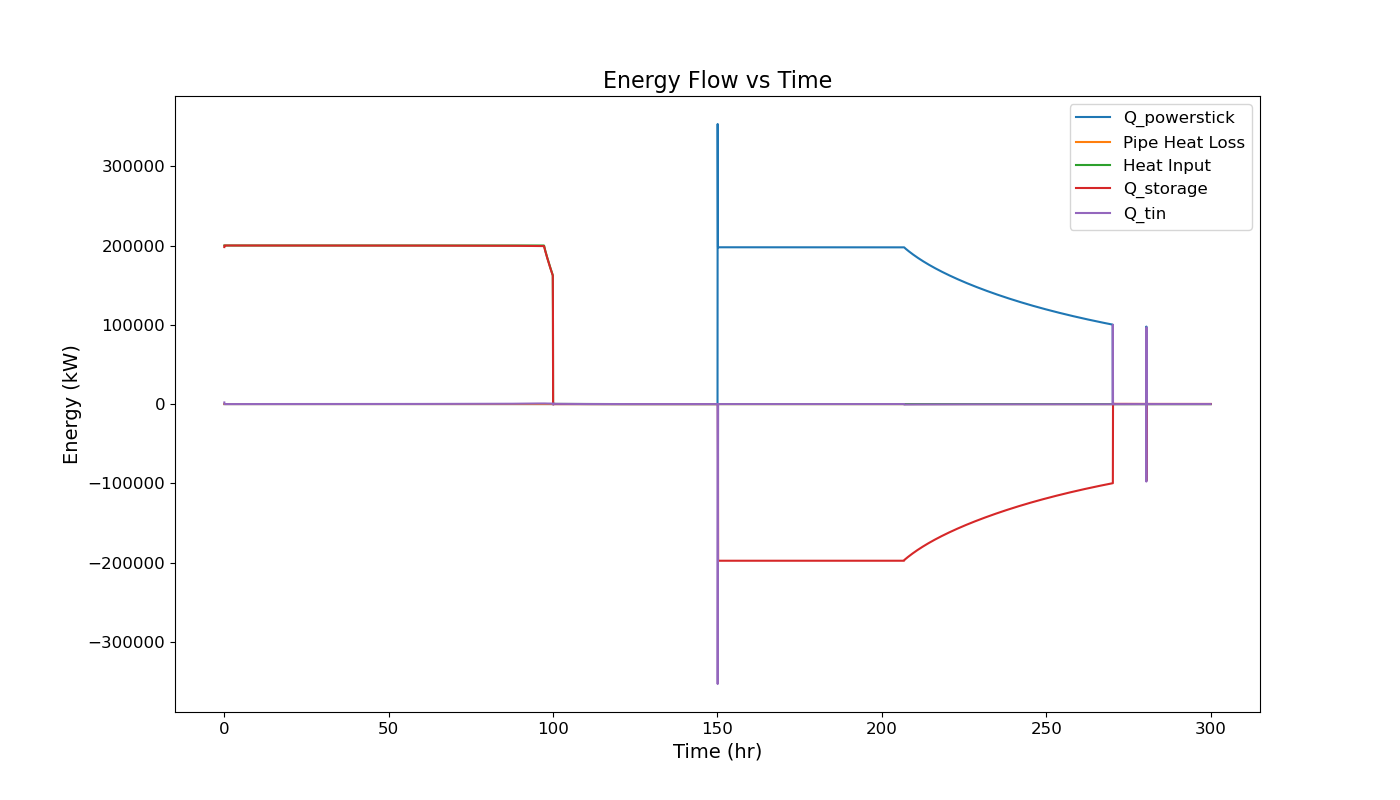 Energy Flow vs Time
Q_powerstick
Pipe Heat Loss
Heat Input
Q_storage
Q_tin
Energy (kW)
300000
200000
100000
0
−100000
−200000
−300000
0 50 100 150 200 250 300
Time (hr)